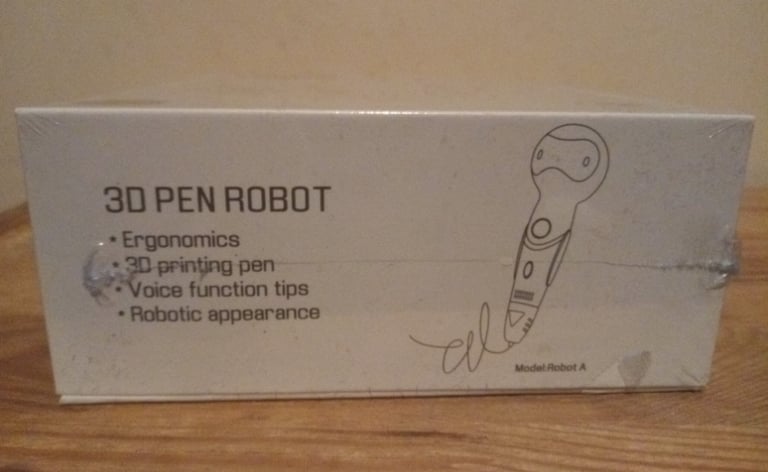 3D PEN ROBOT
• Ergonomics
• 3D printing pen
• Voice function tips
• Robotic appearance
Model:Robot A